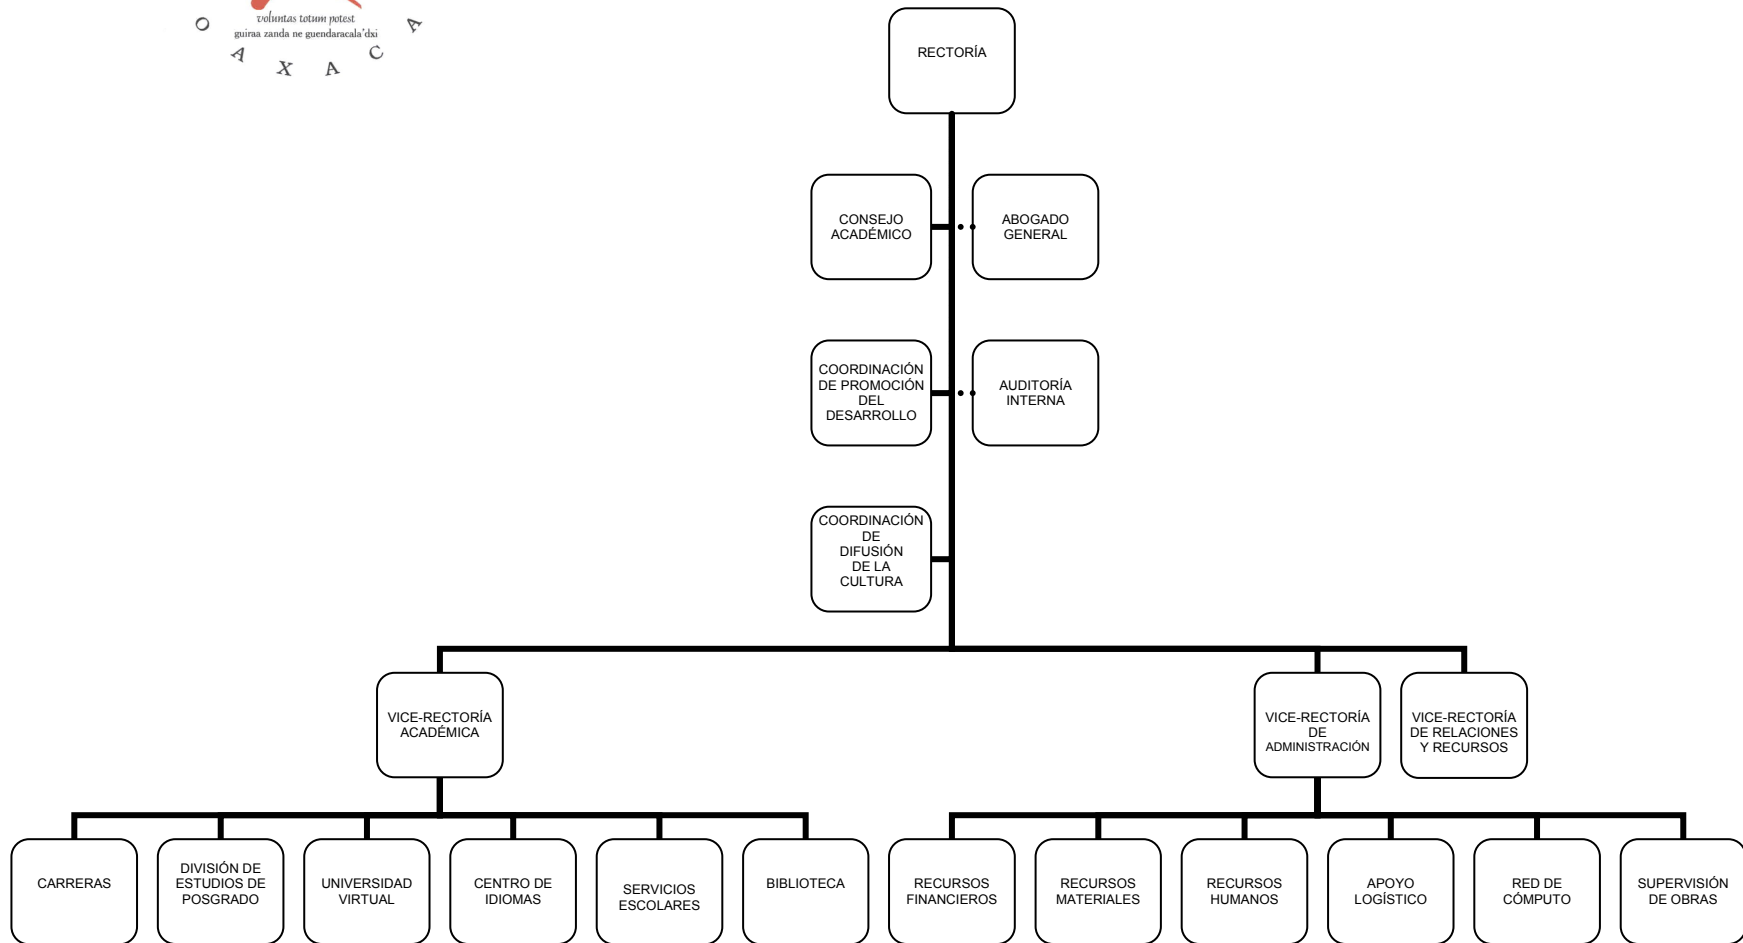 voluntas totum potest
guiraa zanda ne guendaracala'dxi
O A X A C A
RECTORÍA
CONSEJO
ACADÉMICO
ABOGADO
GENERAL
COORDINACIÓN
DE PROMOCIÓN
DEL
DESARROLLO
AUDITORÍA
INTERNA
COORDINACIÓN
DE
DIFUSIÓN
DE LA
CULTURA
VICE-RECTORÍA
ACADÉMICA
VICE-RECTORÍA
DE
ADMINISTRACIÓN
VICE-RECTORÍA
DE RELACIONES
Y RECURSOS
CARRERAS
DIVISIÓN DE
ESTUDIOS DE
POSGRADO
UNIVERSIDAD
VIRTUAL
CENTRO DE
IDIOMAS
SERVICIOS
ESCOLARES
BIBLIOTECA
RECURSOS
FINANCIEROS
RECURSOS
MATERIALES
RECURSOS
HUMANOS
APOYO
LOGÍSTICO
RED DE
CÓMPUTO
SUPERVISIÓN
DE OBRAS